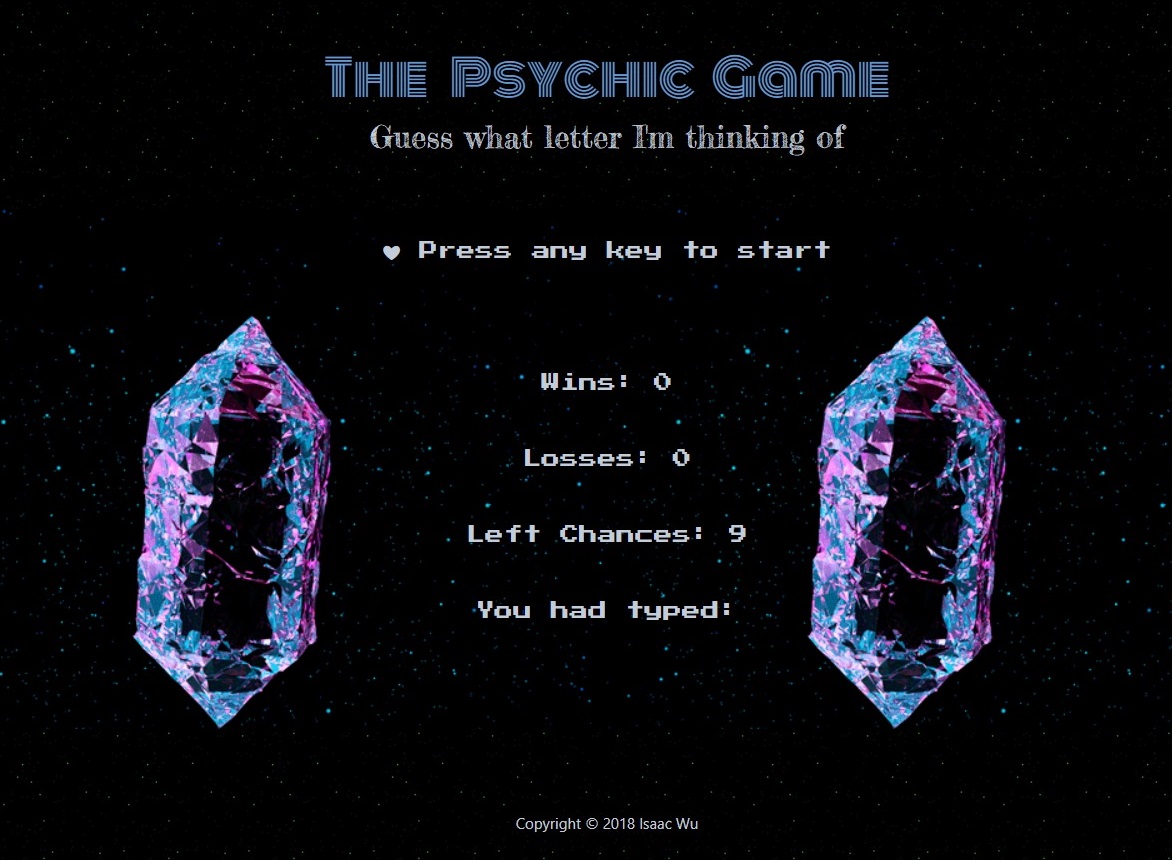 The Psychic Game
Guess what letter I'm thinking of
♥ Press any key to start
Wins: 0
Losses: 0
Left Chances: 9
You had typed:
Copyright © 2018 Isaac Wu